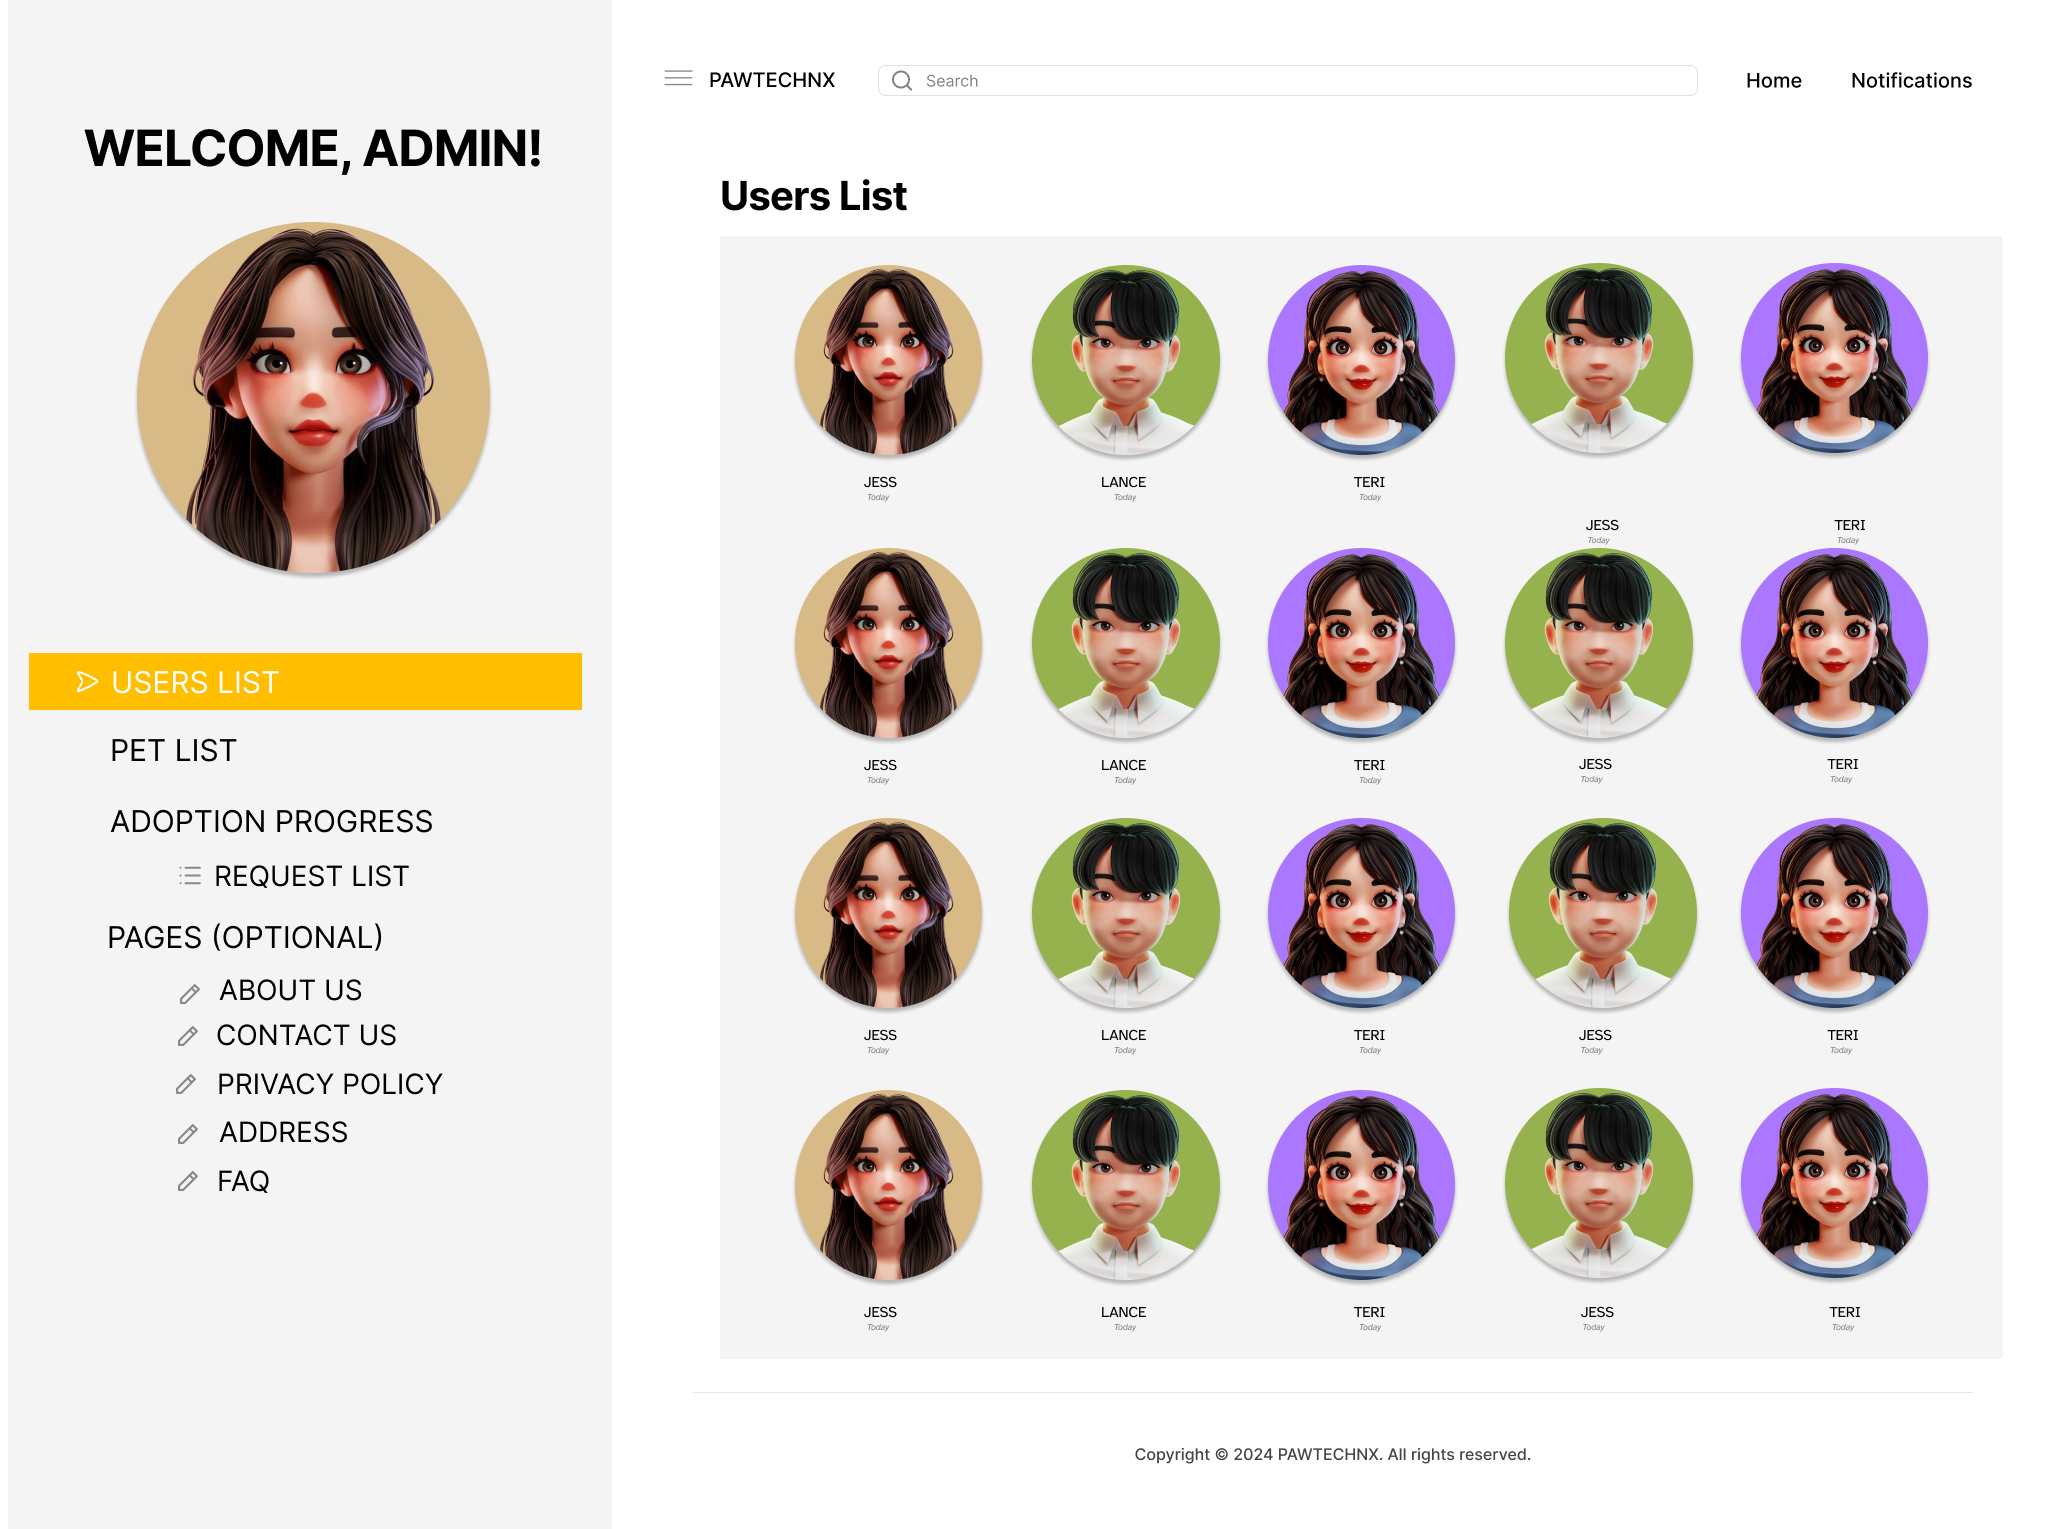 WELCOME, ADMIN!
USERS LIST
PET LIST
ADOPTION PROGRESS
REQUEST LIST
PAGES (OPTIONAL)
ABOUT US
CONTACT US
PRIVACY POLICY
ADDRESS
FAQ
PAWTECHNX Search Home Notifications
Users List
JESS LANCE TERI
Today Today Today
JESS TERI
Today Today
JESS LANCE TERI JESS TERI
Today Today Today Today Today
JESS LANCE TERI JESS TERI
Today Today Today Today Today
JESS LANCE TERI JESS TERI
Today Today Today Today Today
Copyright © 2024 PAWTECHNX. All rights reserved.